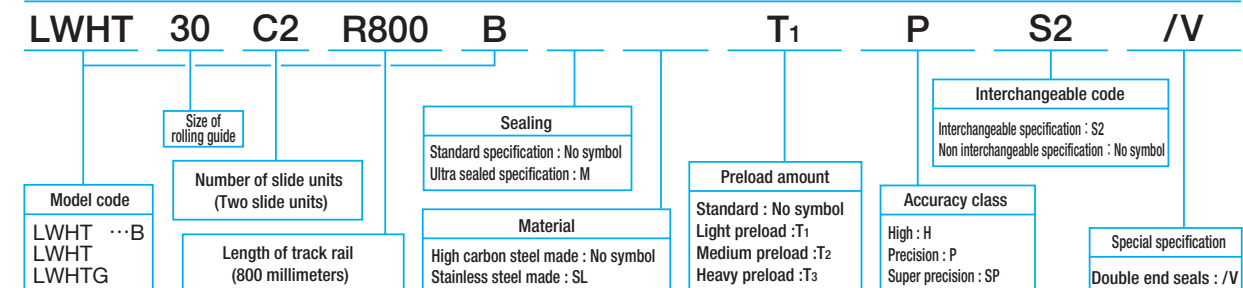 LWHT 30 C2 R800 B T1 P S2 /V
Size of
rolling guide
Number of slide units
(Two slide units)
Model code
LWHT …B
LWHT
LWHTG
Length of track rail
(800 millimeters)
Sealing
Standard specification : No symbol
Ultra sealed specification : M
Material
High carbon steel made : No symbol
Stainless steel made : SL
Preload amount
Standard : No symbol
Light preload :T1
Medium preload :T2
Heavy preload :T3
Interchangeable code
Interchangeable specification : S2
Non interchangeable specification : No symbol
Accuracy class
High : H
Precision : P
Super precision : SP
Special specification
Double end seals : /V